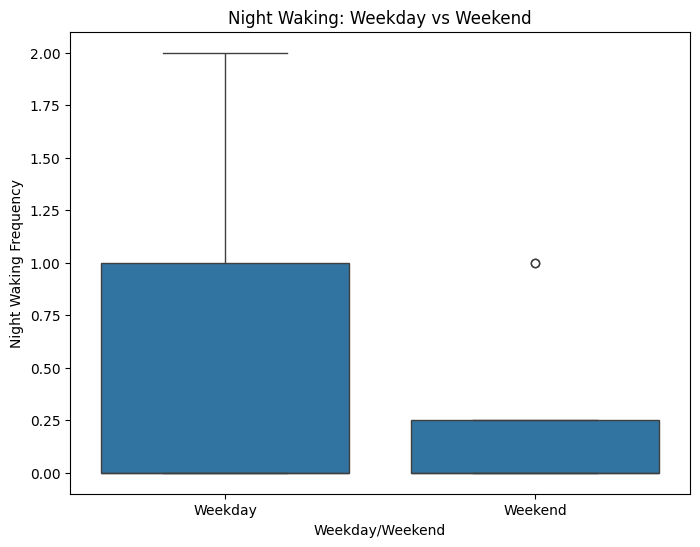 Night Waking: Weekday vs Weekend
Night Waking Frequency
2.00
1.75
1.50
1.25
1.00
0.75
0.50
0.25
0.00
Weekday
Weekend
Weekday/Weekend